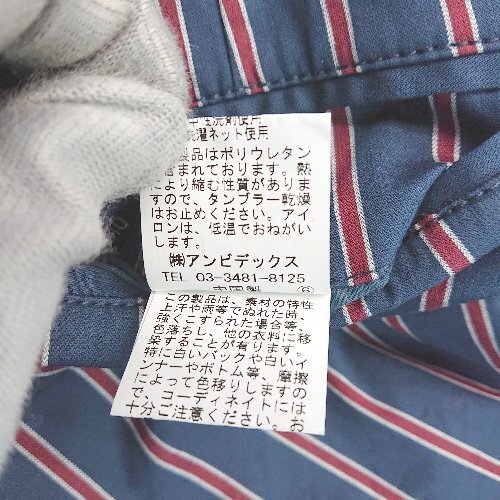 中性洗剤使用
洗濯ネット使用
製品はポリウレタン
含まれております。熱
により縮む性質がありま
すので、タンブラー乾燥
はお止めください。アイ
ロンは、低温でおねがい
します。
㈱アンビデックス
TEL 03-3481-8125
中国製 Ⓢ
この製品は、素材の特性
上汗や雨等でぬれた時、
強くこすられた場合等、
色落ちし、他の衣料に移
染することが有ります。
特に白いバックや白いイ
ンナーやボトム等、摩擦
によって色移りしますの
で、コーディネイトには
十分ご注意ください。お